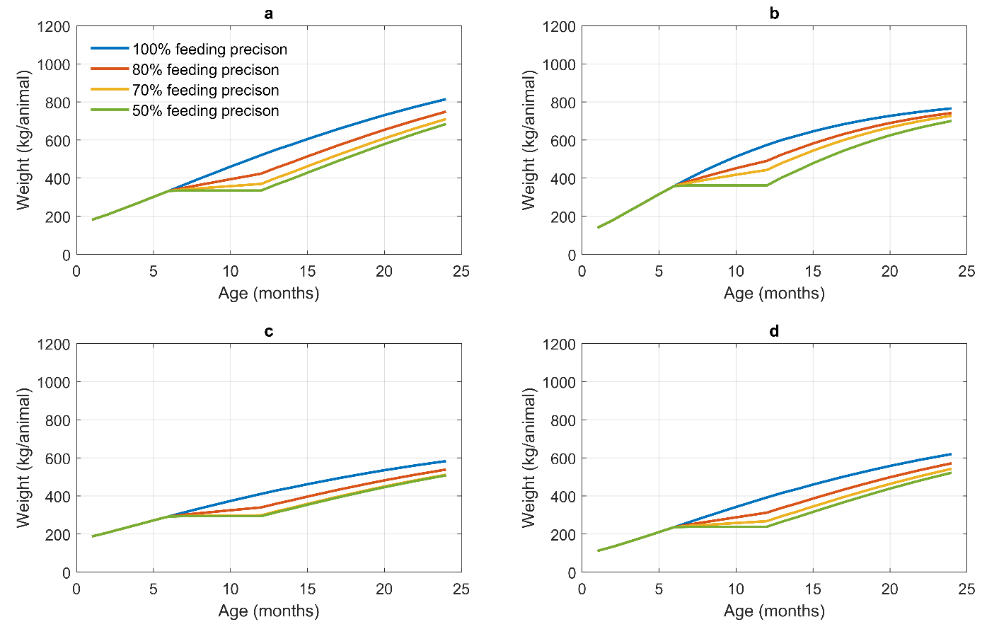 a
1200
1000
800
600
400
200
0
Weight (kg/animal)
100% feeding precison
80% feeding precison
70% feeding precison
50% feeding precison
0 5 10 15 20 25
Age (months)
b
1200
1000
800
600
400
200
0
Weight (kg/animal)
0 5 10 15 20 25
Age (months)
c
1200
1000
800
600
400
200
0
Weight (kg/animal)
0 5 10 15 20 25
Age (months)
d
1200
1000
800
600
400
200
0
Weight (kg/animal)
0 5 10 15 20 25
Age (months)